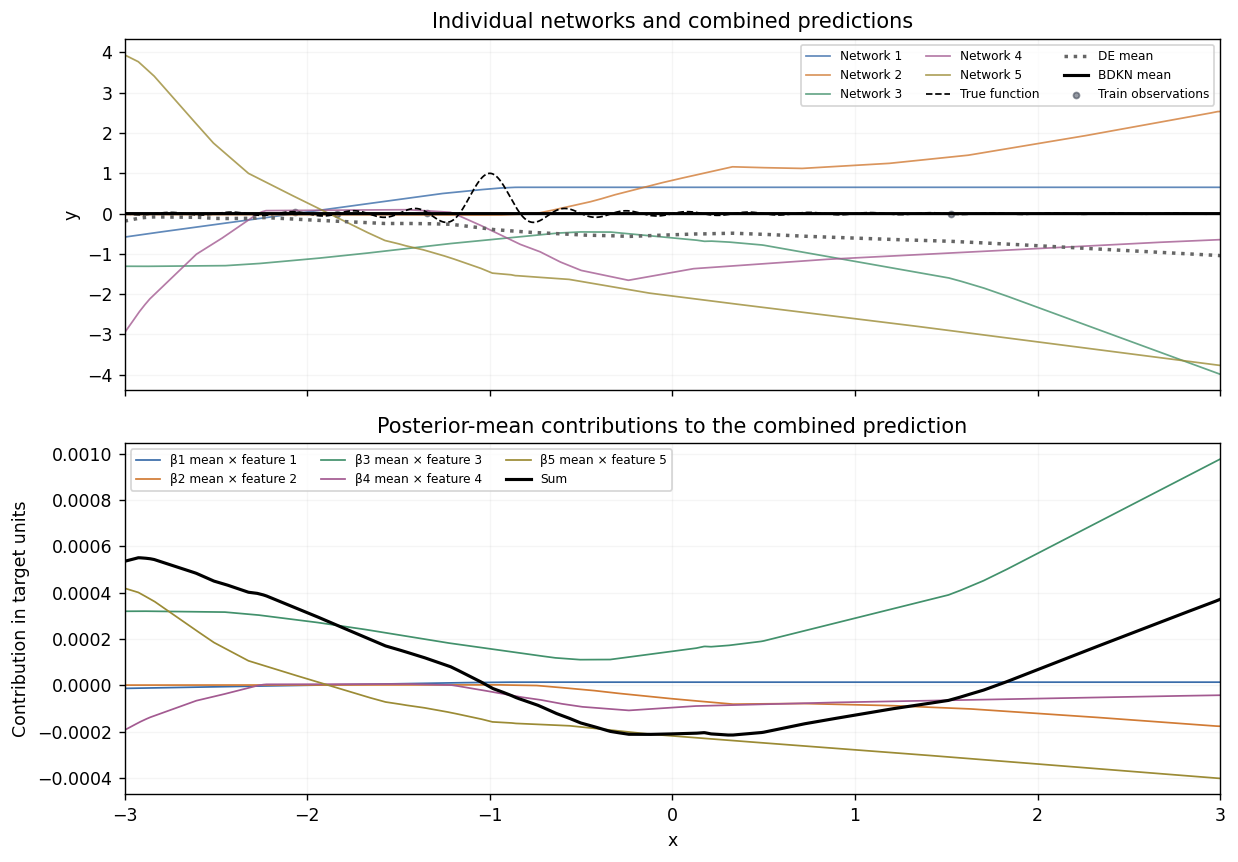 Individual networks and combined predictions
4
3
2
1
0
−1
−2
−3
−4
y
Network 1
Network 2
Network 3
Network 4
Network 5
True function
DE mean
BDKN mean
Train observations
Posterior-mean contributions to the combined prediction
0.0010
0.0008
0.0006
0.0004
0.0002
0.0000
−0.0002
−0.0004
Contribution in target units
β1 mean × feature 1
β2 mean × feature 2
β3 mean × feature 3
β4 mean × feature 4
β5 mean × feature 5
Sum
−3
−2
−1
0
1
2
3
x